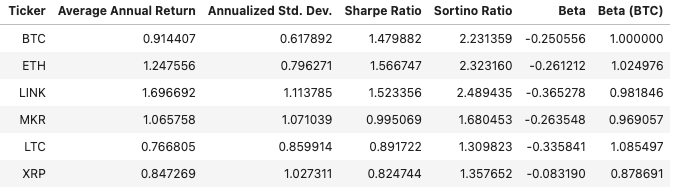 Ticker Average Annual Return Annualized Std. Dev. Sharpe Ratio Sortino Ratio Beta Beta (BTC)
BTC 0.914407 0.617892 1.479882 2.231359 -0.250556 1.000000
ETH 1.247556 0.796271 1.566747 2.323160 -0.261212 1.024976
LINK 1.696692 1.113785 1.523356 2.489435 -0.365278 0.981846
MKR 1.065758 1.071039 0.995069 1.680453 -0.263548 0.969057
LTC 0.766805 0.859914 0.891722 1.309823 -0.335841 1.085497
XRP 0.847269 1.027311 0.824744 1.357652 -0.083190 0.878691